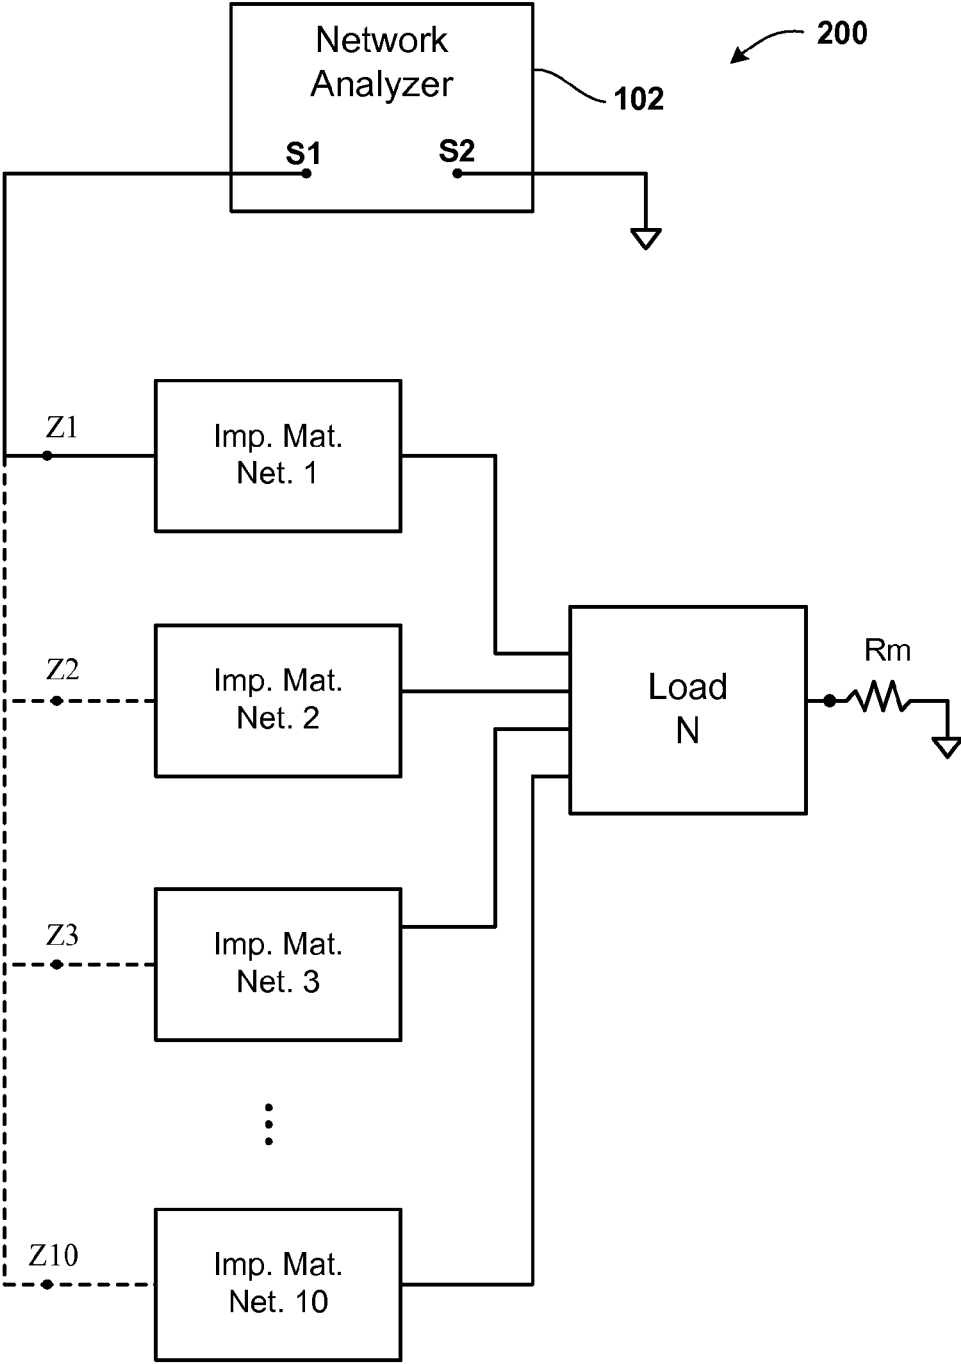 Network
Analyzer
200
102
S1
S2
Z1
Imp. Mat.
Net. 1
Z2
Imp. Mat.
Net. 2
Load
N
Rm
Z3
Imp. Mat.
Net. 3
Z10
Imp. Mat.
Net. 10